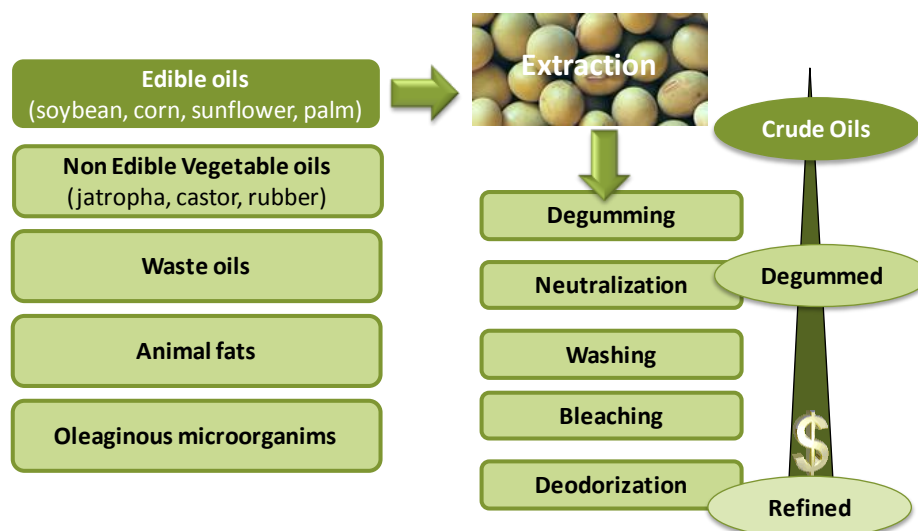 Edible oils
(soybean, corn, sunflower, palm)
Non Edible Vegetable oils
(jatropha, castor, rubber)
Waste oils
Animal fats
Oleaginous microorganims
Extraction
Degumming
Neutralization
Washing
Bleaching
Deodorization
Crude Oils
Degummed
$
Refined